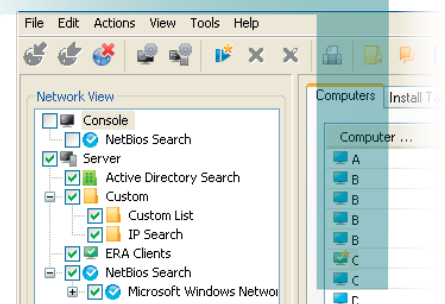 File Edit Actions View Tools Help
Network View
Console
NetBios Search
Server
Active Directory Search
Custom
Custom List
IP Search
ERA Clients
NetBios Search
Microsoft Windows Networ
Computers Install Ta
Computer ...
A
B
B
B
B
C
C